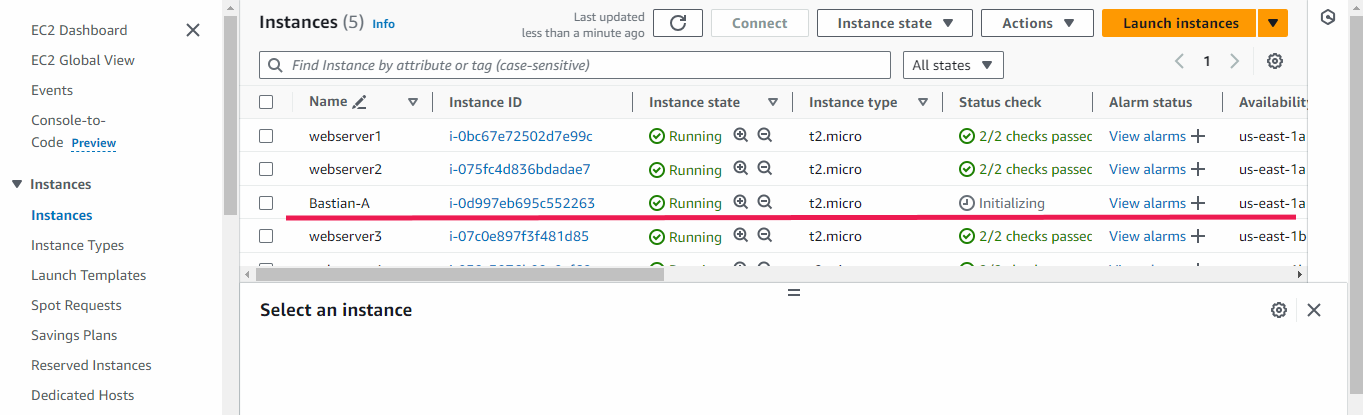 EC2 Dashboard
EC2 Global View
Events
Console-to-
Code Preview
Instances
Instances
Instance Types
Launch Templates
Spot Requests
Savings Plans
Reserved Instances
Dedicated Hosts
Instances (5) Info
Last updated
less than a minute ago
Connect
Instance state
Actions
Launch instances
Find Instance by attribute or tag (case-sensitive)
All states
1
Name Instance ID Instance state Instance type Status check Alarm status Availability
webserver1 i-0bc67e72502d7e99c Running t2.micro 2/2 checks passed View alarms us-east-1a
webserver2 i-075fc4d836bdadae7 Running t2.micro 2/2 checks passed View alarms us-east-1a
Bastian-A i-0d997eb695c552263 Running t2.micro Initializing View alarms us-east-1a
webserver3 i-07c0e897f3f481d85 Running t2.micro 2/2 checks passed View alarms us-east-1b
Select an instance